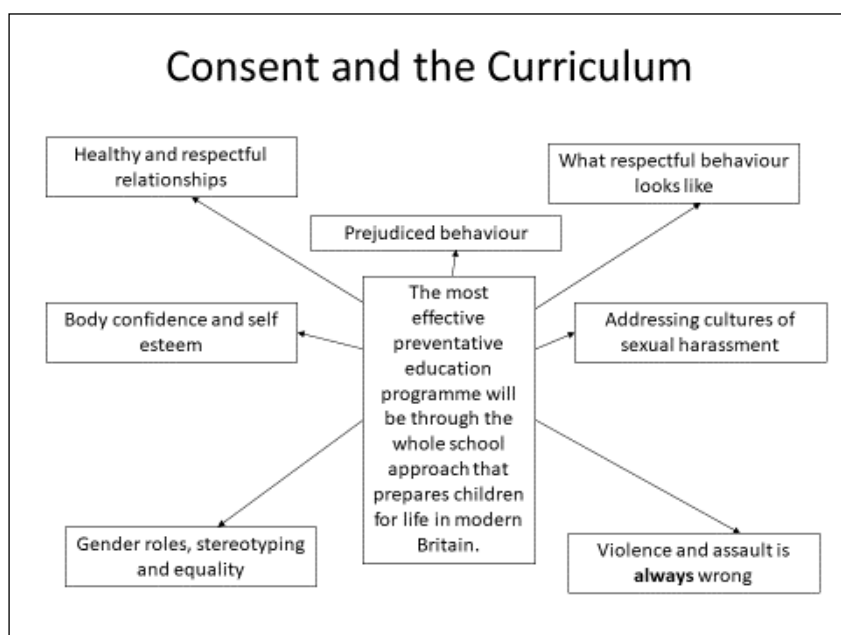 Consent and the Curriculum
Healthy and respectful
relationships
What respectful behaviour
looks like
Prejudiced behaviour
Body confidence and self
esteem
The most
effective
preventative
education
programme will
be through the
whole school
approach that
prepares children
for life in modern
Britain.
Addressing cultures of
sexual harassment
Gender roles, stereotyping
and equality
Violence and assault is
always wrong